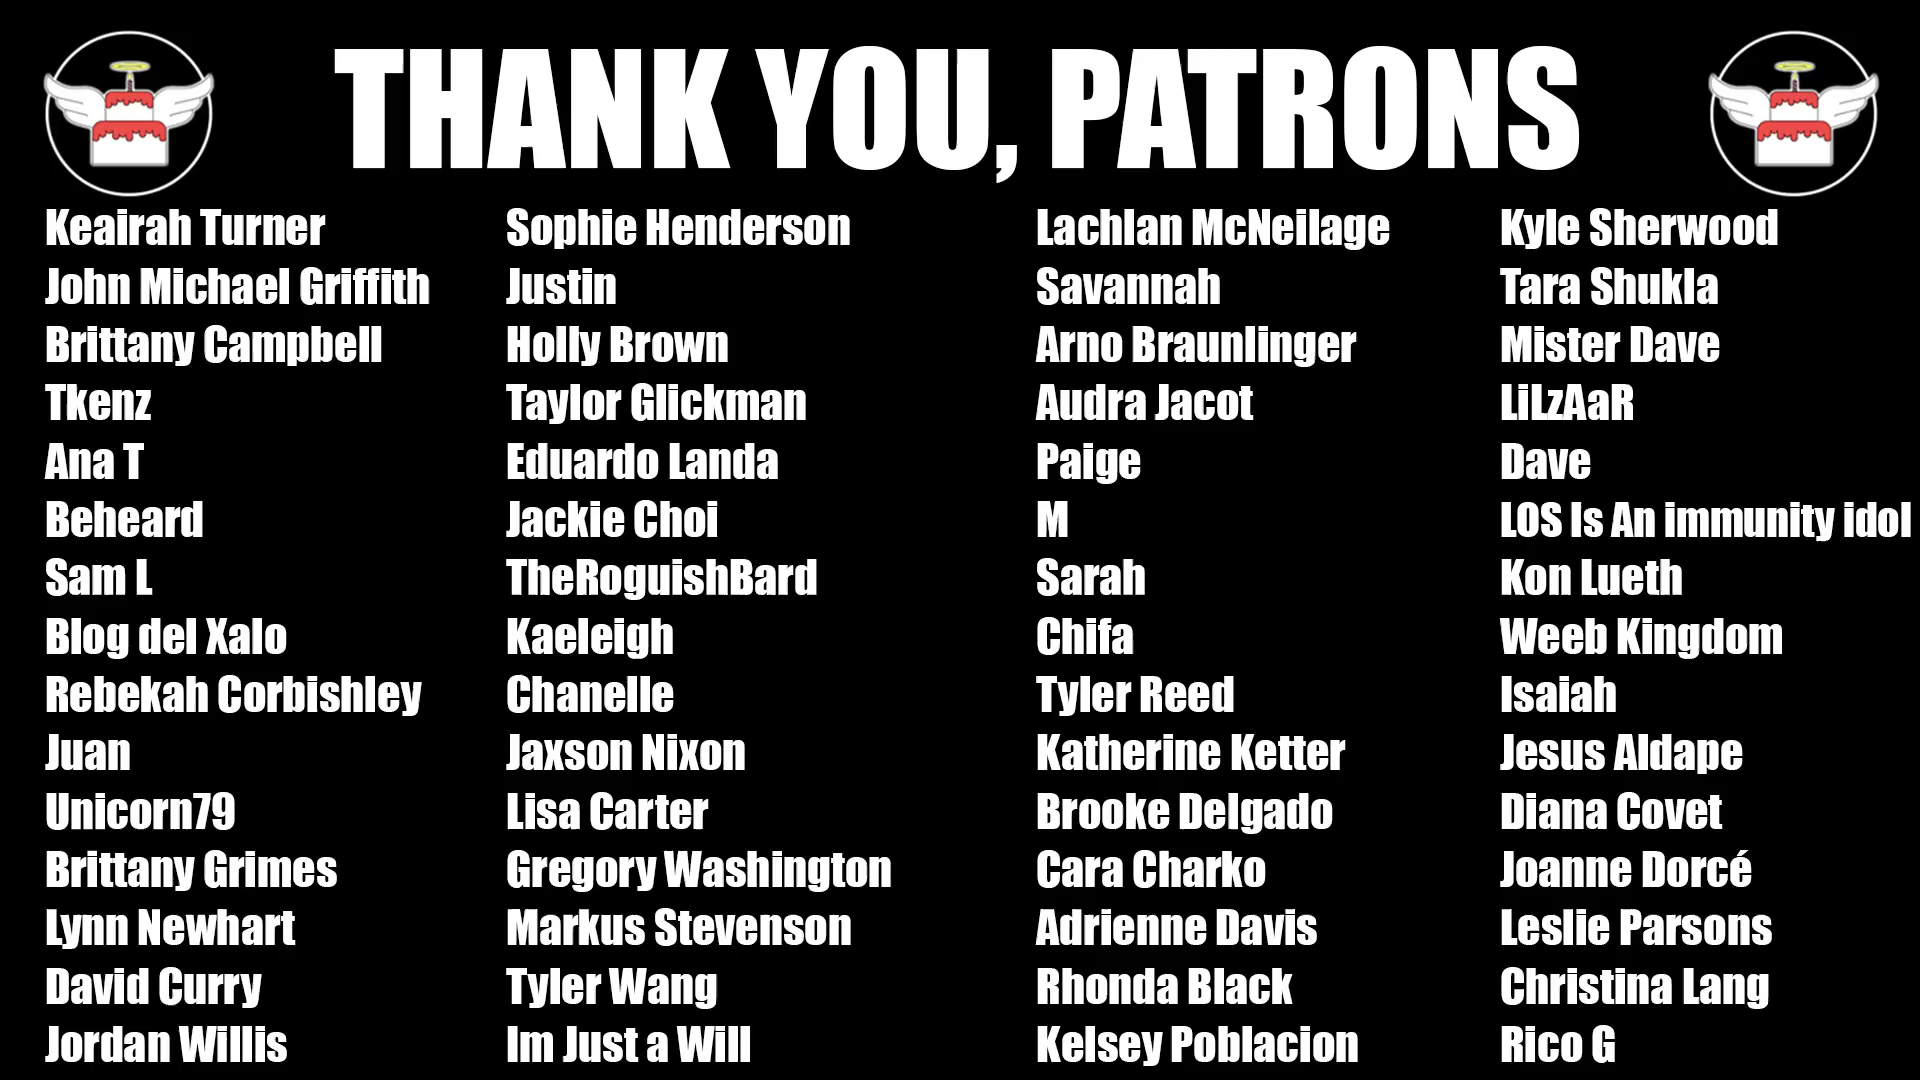 THANK YOU, PATRONS
Keairah Turner
John Michael Griffith
Brittany Campbell
Tkenz
Ana T
Beheard
Sam L
Blog del Xalo
Rebekah Corbishley
Juan
Unicorn79
Brittany Grimes
Lynn Newhart
David Curry
Jordan Willis
Sophie Henderson
Justin
Holly Brown
Taylor Glickman
Eduardo Landa
Jackie Choi
TheRoguishBard
Kaeleigh
Chanelle
Jaxson Nixon
Lisa Carter
Gregory Washington
Markus Stevenson
Tyler Wang
Im Just a Will
Lachlan McNeilage
Savannah
Arno Braunlinger
Audra Jacot
Paige
M
Sarah
Chifa
Tyler Reed
Katherine Ketter
Brooke Delgado
Cara Charko
Adrienne Davis
Rhonda Black
Kelsey Poblacion
Kyle Sherwood
Tara Shukla
Mister Dave
LiLzAaR
Dave
LOS Is An immunity idol
Kon Lueth
Weeb Kingdom
Isaiah
Jesus Aldape
Diana Covet
Joanne Dorcé
Leslie Parsons
Christina Lang
Rico G